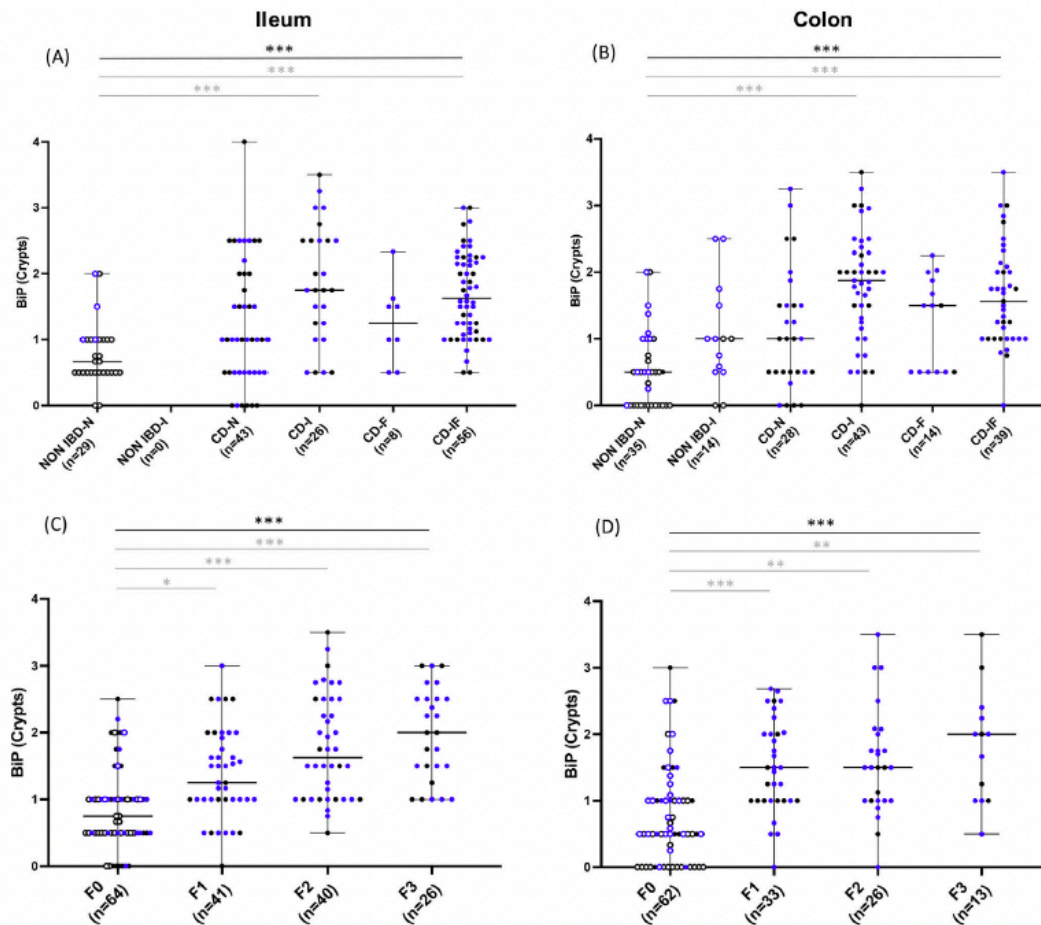 Ileum
Colon
(A)
***
***
***
BiP (Crypts)
4
3
2
1
0
NON IBD-N
(n=29)
NON IBD-I
(n=0)
CD-N
(n=43)
CD-I
(n=26)
CD-F
(n=8)
CD-IF
(n=56)
(B)
***
***
***
BiP (Crypts)
4
3
2
1
0
NON IBD-N
(n=35)
NON IBD-I
(n=14)
CD-N
(n=28)
CD-I
(n=43)
CD-F
(n=14)
CD-IF
(n=39)
(C)
***
***
***
*
BiP (Crypts)
4
3
2
1
0
F0
(n=64)
F1
(n=41)
F2
(n=40)
F3
(n=26)
(D)
***
**
**
***
BiP (Crypts)
4
3
2
1
0
F0
(n=62)
F1
(n=33)
F2
(n=26)
F3
(n=13)